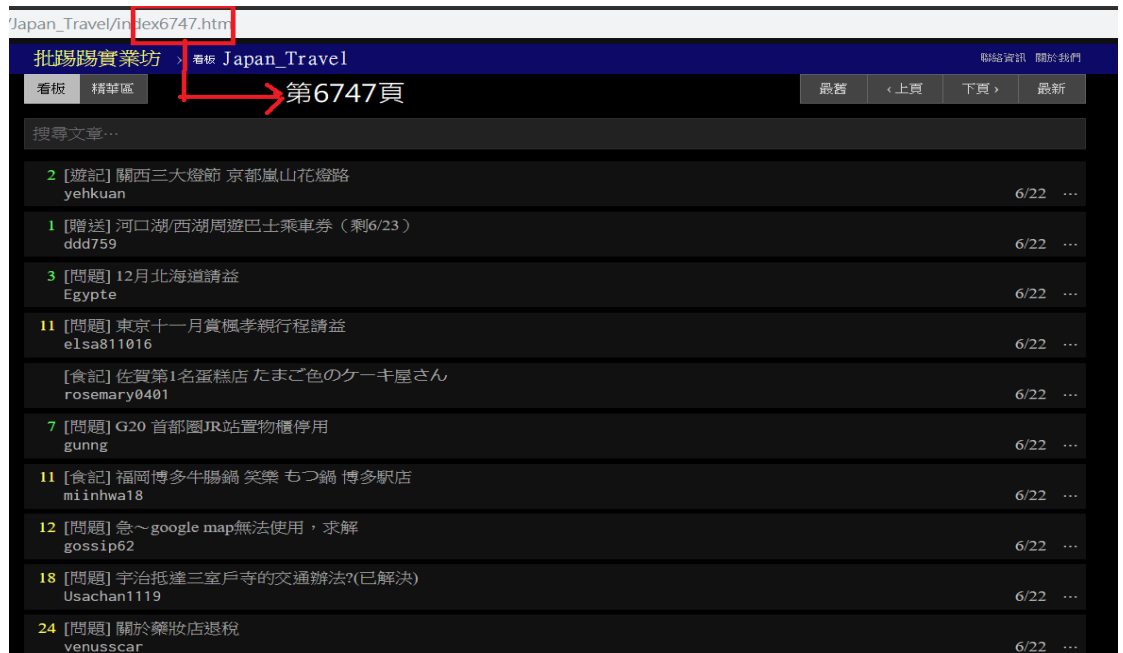 /Japan_Travel/index6747.htm
批踢踢實業坊 › 看板 Japan_Travel 聯絡資訊 關於我們
看板 精華區 第6747頁 最舊 ‹ 上頁 下頁 › 最新
搜尋文章…
2 [遊記] 關西三大燈節 京都嵐山花燈路
yehkuan 6/22 ⋯
1 [贈送] 河口湖/西湖周遊巴士乘車券（剩6/23）
ddd759 6/22 ⋯
3 [問題] 12月北海道請益
Egypte 6/22 ⋯
11 [問題] 東京十一月賞楓孝親行程請益
elsa811016 6/22 ⋯
[食記] 佐賀第1名蛋糕店 たまご色のケーキ屋さん
rosemary0401 6/22 ⋯
7 [問題] G20 首都圈JR站置物櫃停用
gunng 6/22 ⋯
11 [食記] 福岡博多牛腸鍋 笑樂 もつ鍋 博多駅店
miinhwa18 6/22 ⋯
12 [問題] 急～google map無法使用，求解
gossip62 6/22 ⋯
18 [問題] 宇治抵達三室戶寺的交通辦法?(已解決)
Usachan1119 6/22 ⋯
24 [問題] 關於藥妝店退稅
venusscar 6/22 ⋯